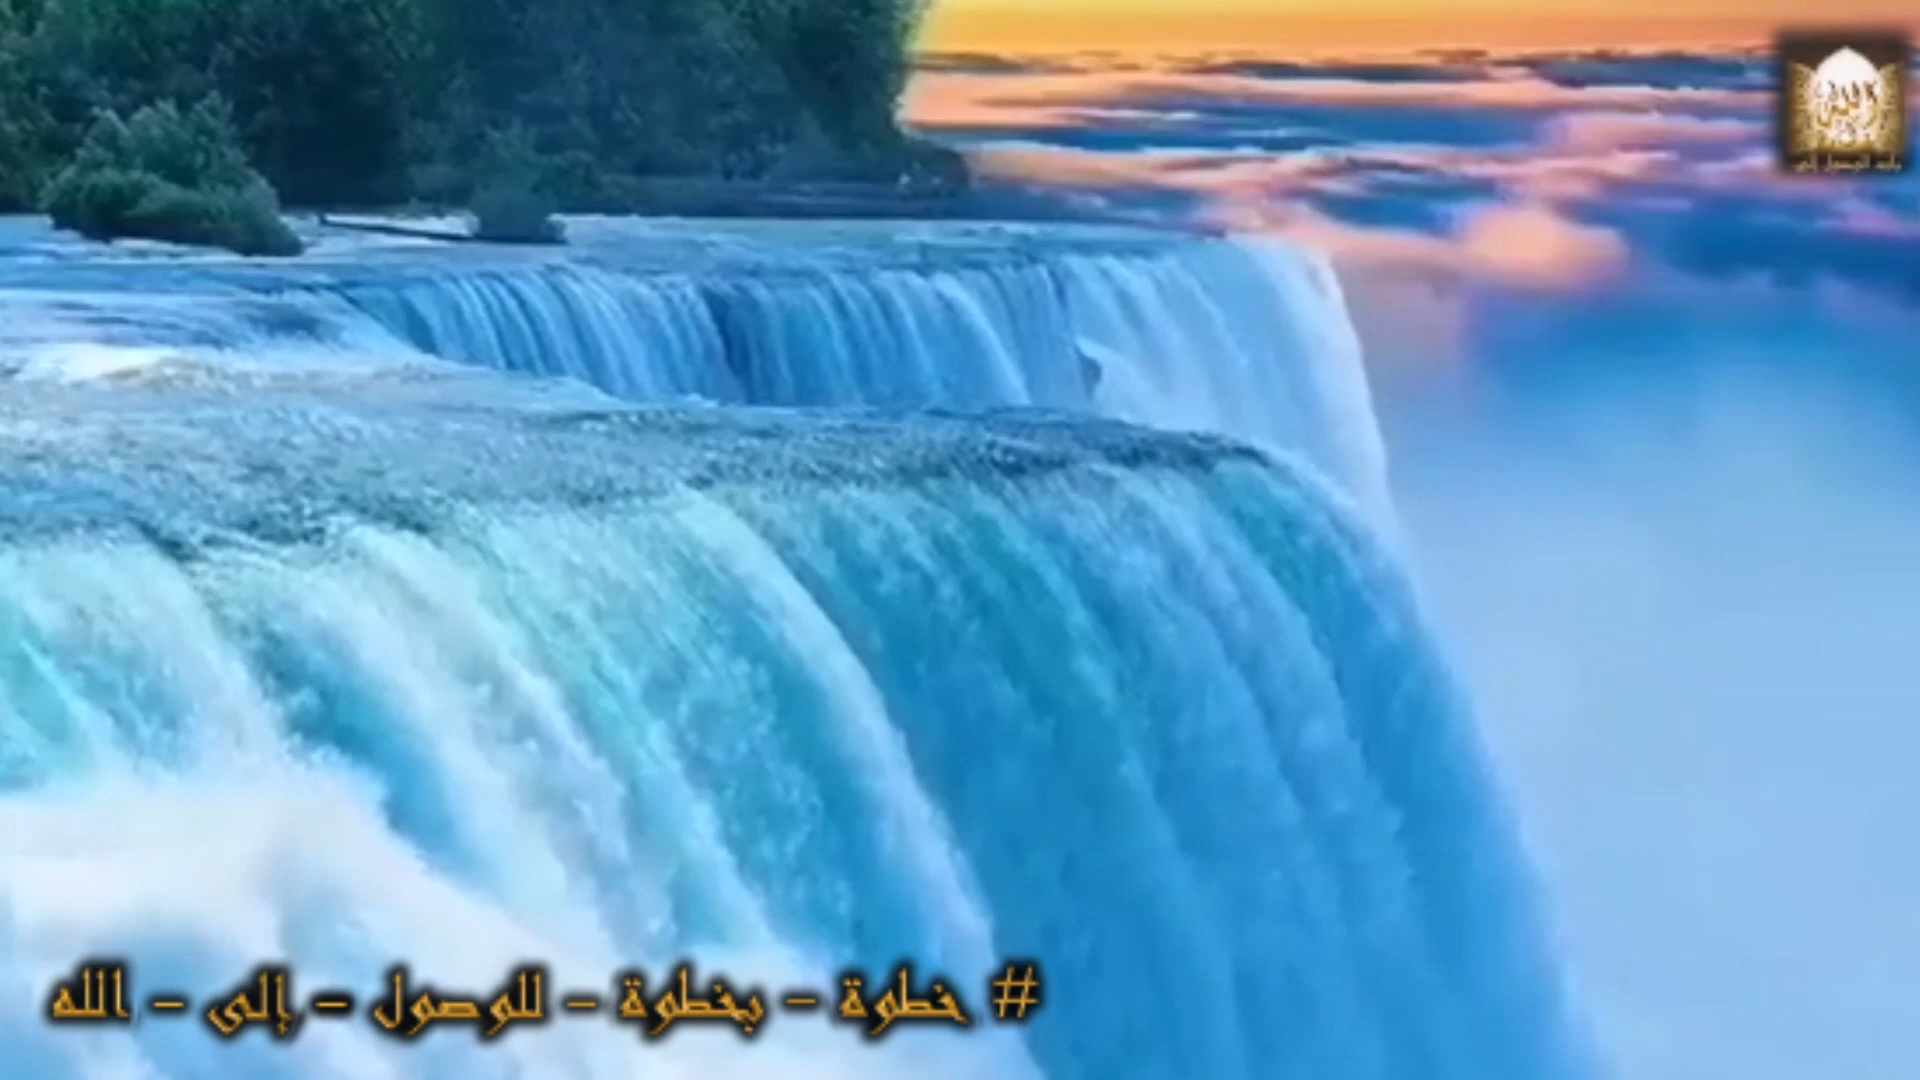 # خطوة - بخطوة - للوصول - إلى - الله